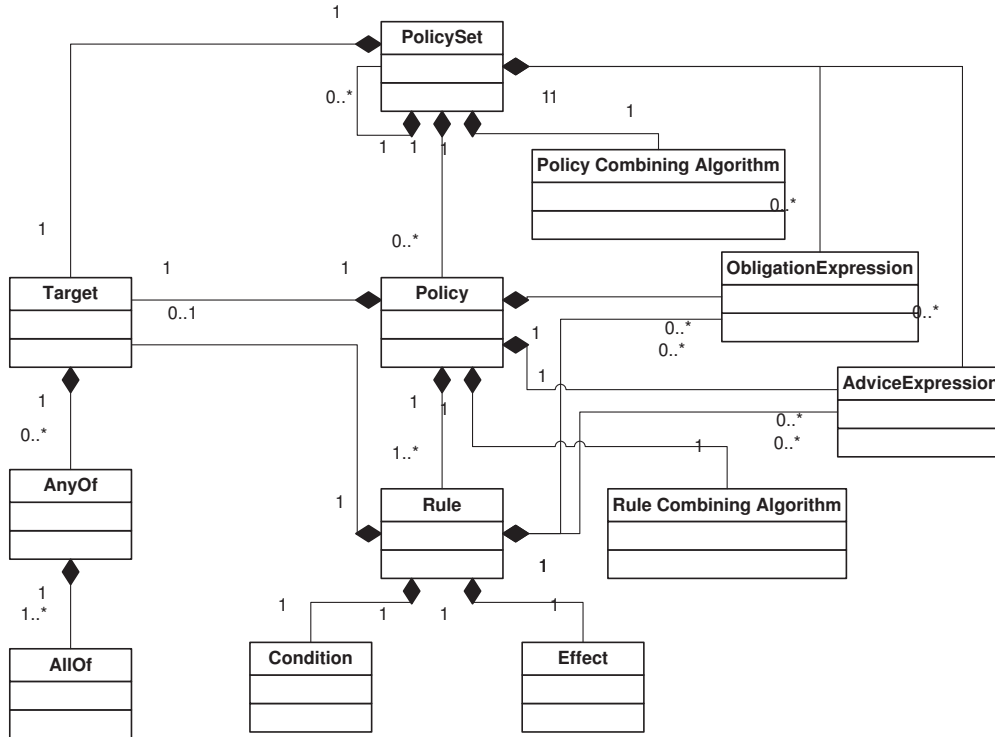 1
PolicySet
0..*
11
1
1
1
1
Policy Combining Algorithm
0..*
1
0..*
1
1
ObligationExpression
Target
Policy
0..1
0..*
0..*
1
0..*
1
AdviceExpression
1
1
1
0..*
0..*
0..*
1
1..*
AnyOf
1
Rule
Rule Combining Algorithm
1
1
1..*
1
1
1
1
Condition
Effect
AllOf